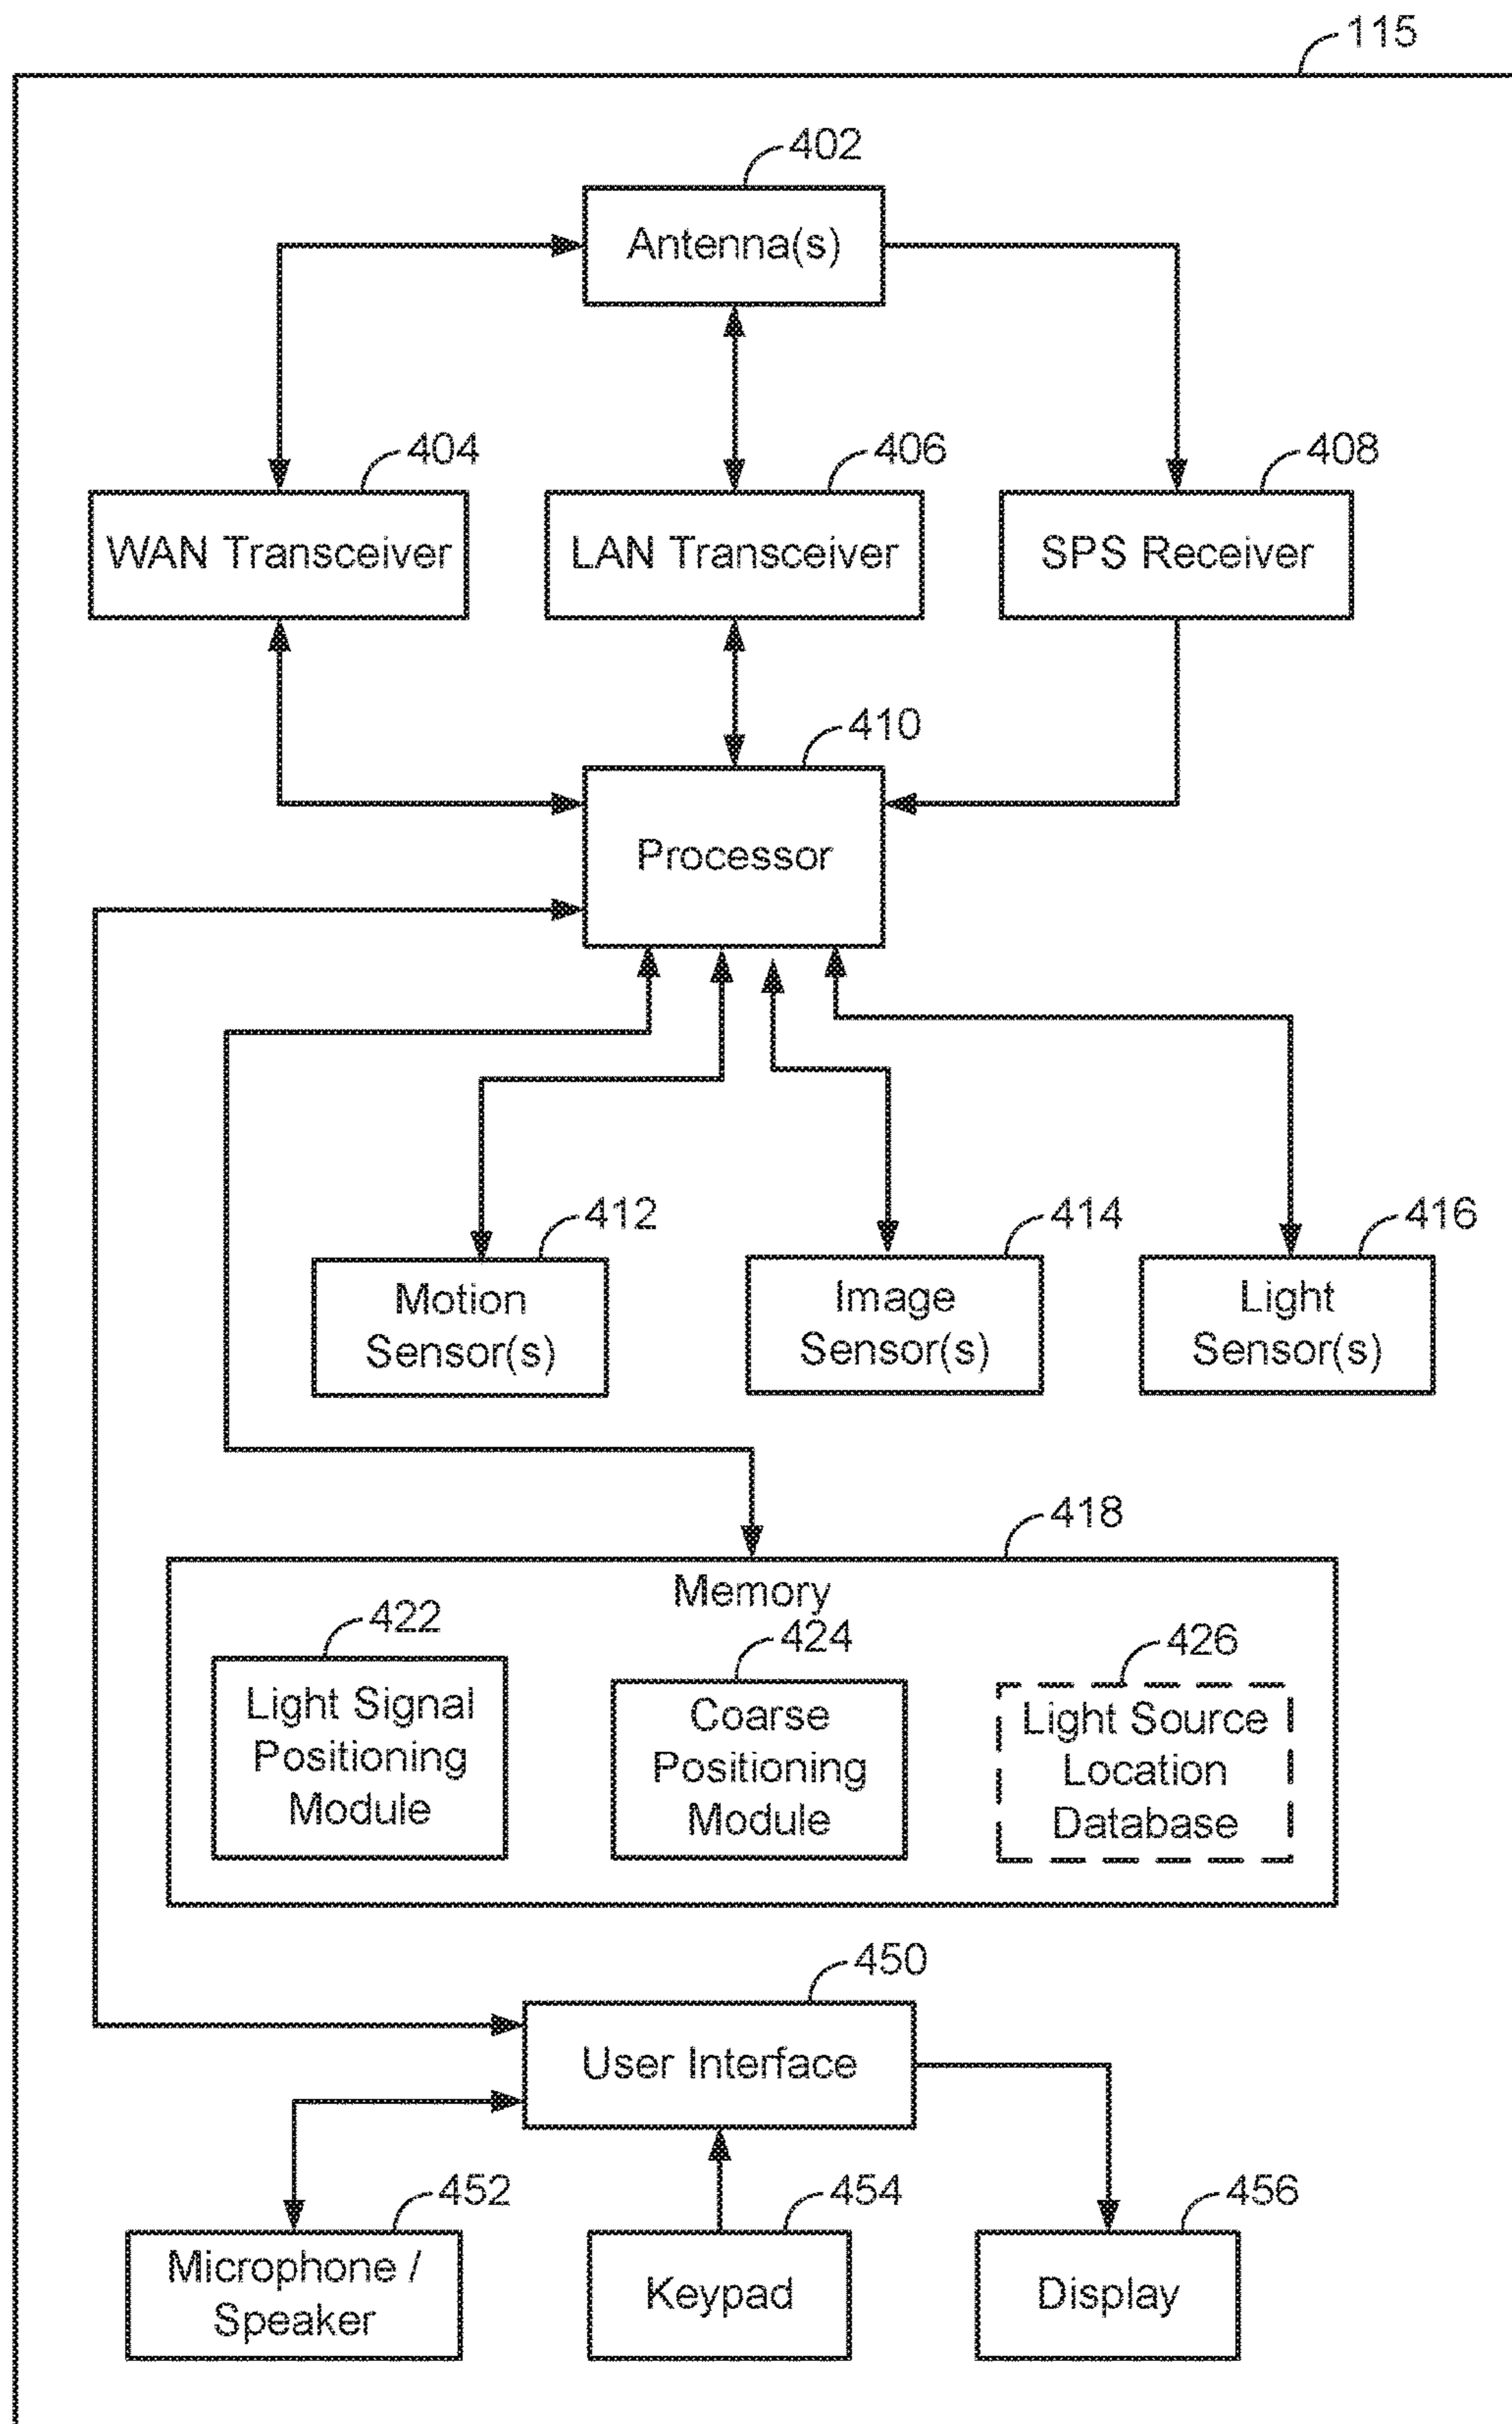 115
402
Antenna(s)
404
406
408
WAN Transceiver
LAN Transceiver
SPS Receiver
410
Processor
412
414
416
Motion
Sensor(s)
Image
Sensor(s)
Light
Sensor(s)
418
Memory
422
424
426
Light Signal
Positioning
Module
Coarse
Positioning
Module
Light Source
Location
Database
450
User Interface
452
454
456
Microphone /
Speaker
Keypad
Display